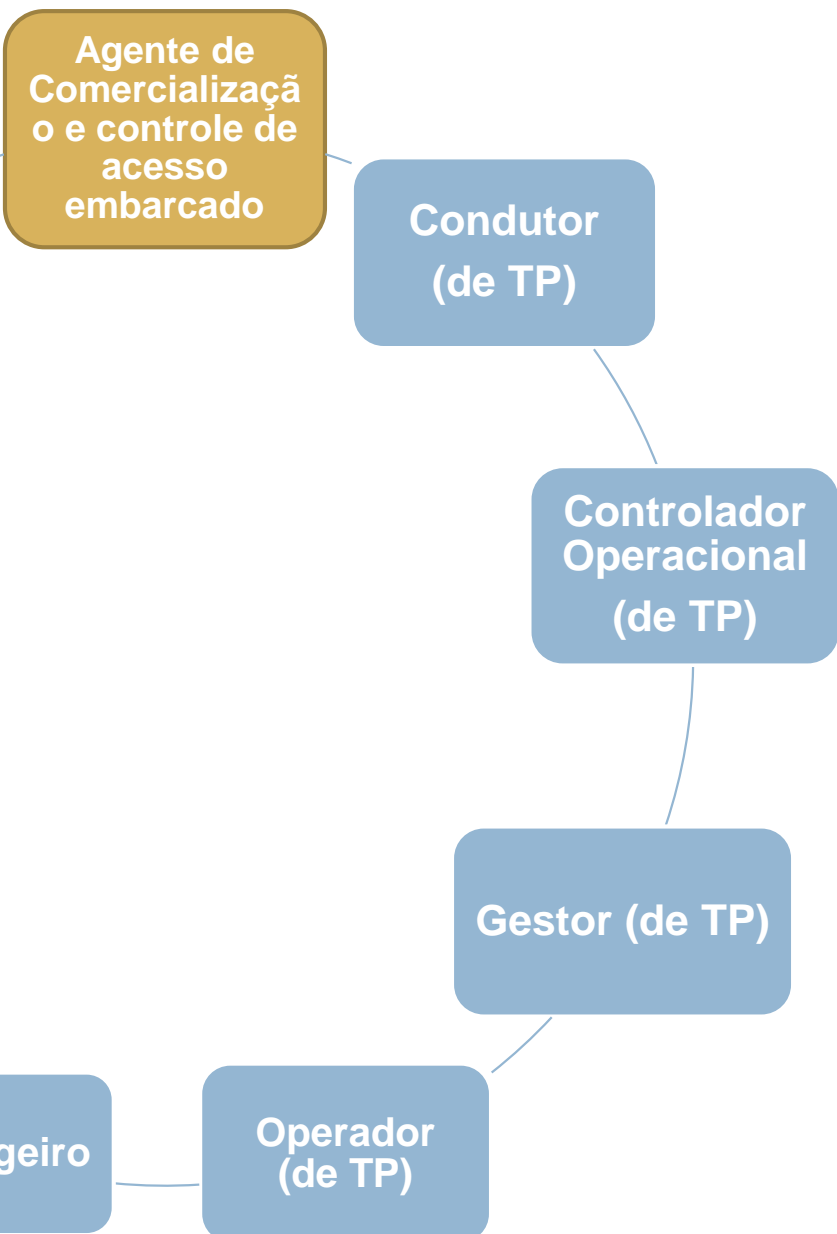 Agente de
Comercializaçã
o e controle de
acesso
embarcado
Condutor
(de TP)
Controlador
Operacional
(de TP)
Gestor (de TP)
Operador
(de TP)
geiro